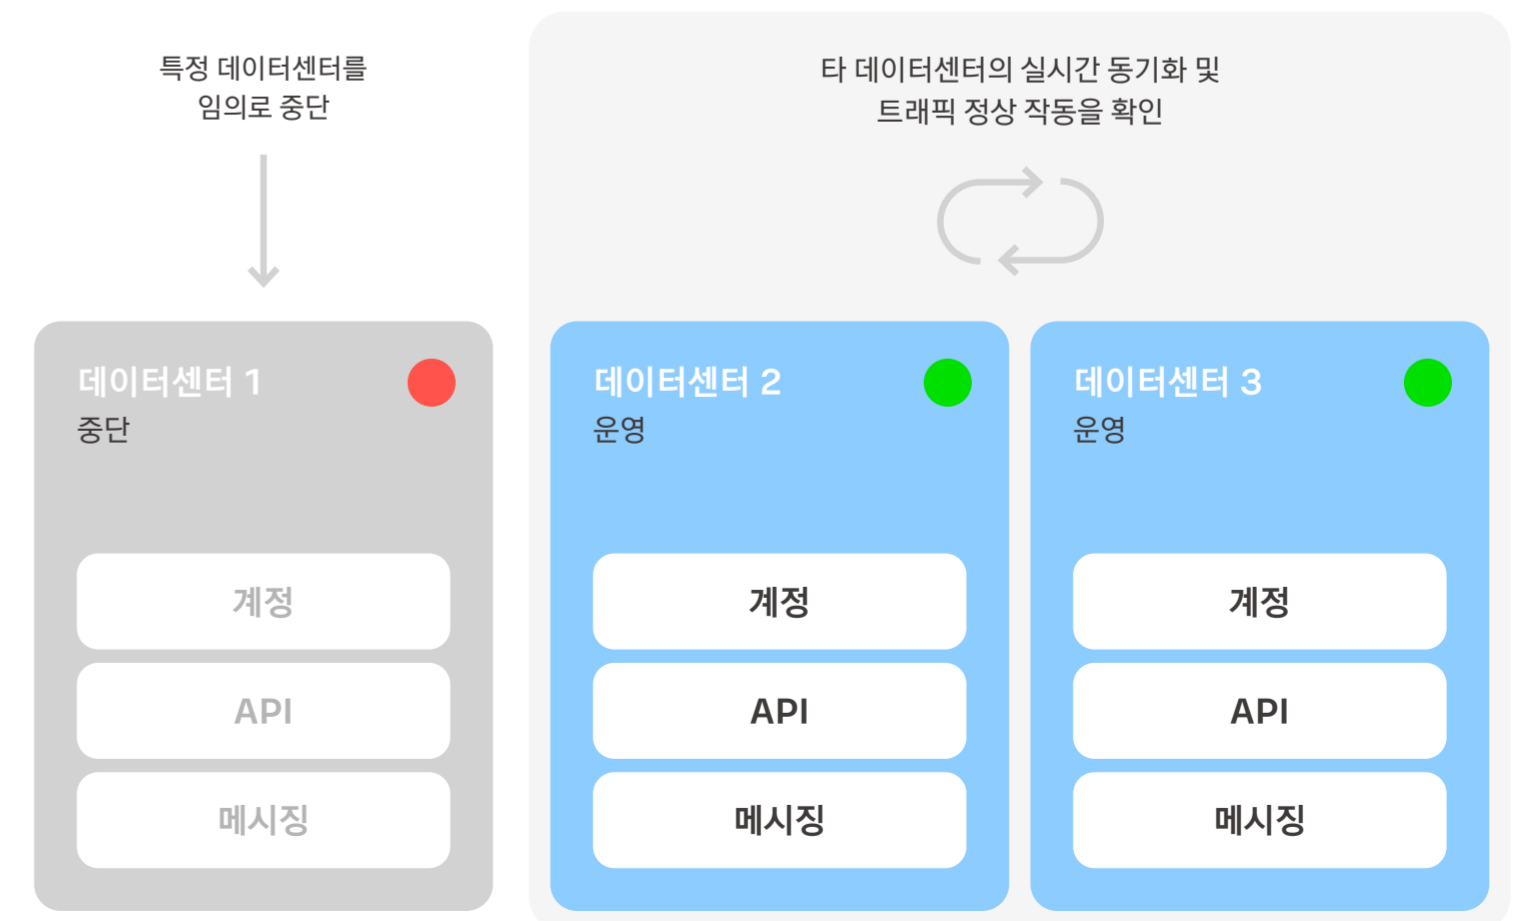 특정 데이터센터를
임의로 중단
타 데이터센터의 실시간 동기화 및
트래픽 정상 작동을 확인
데이터센터 1
중단
계정
API
메시징
데이터센터 2
운영
계정
API
메시징
데이터센터 3
운영
계정
API
메시징